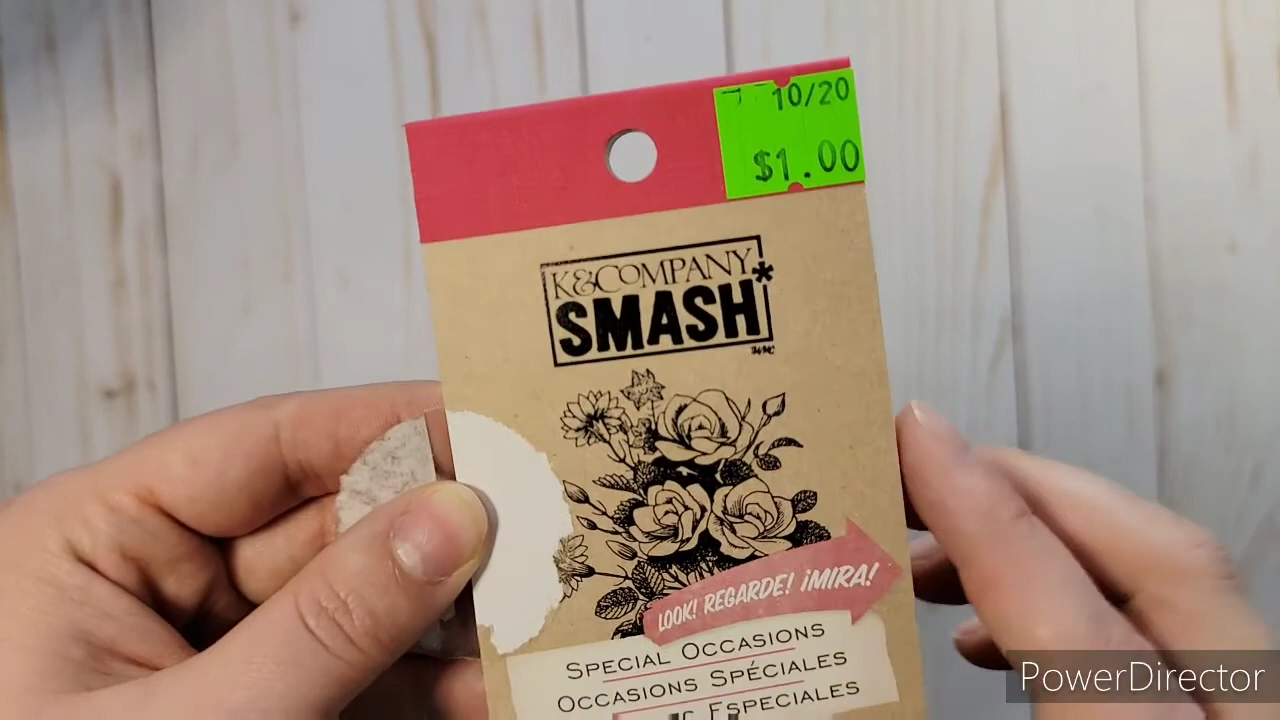 10/20
$1.00
K&COMPANY
SMASH*
LOOK! REGARDE! ¡MIRA!
SPECIAL OCCASIONS
OCCASIONS SPÉCIALES
ESPECIALES
PowerDirector